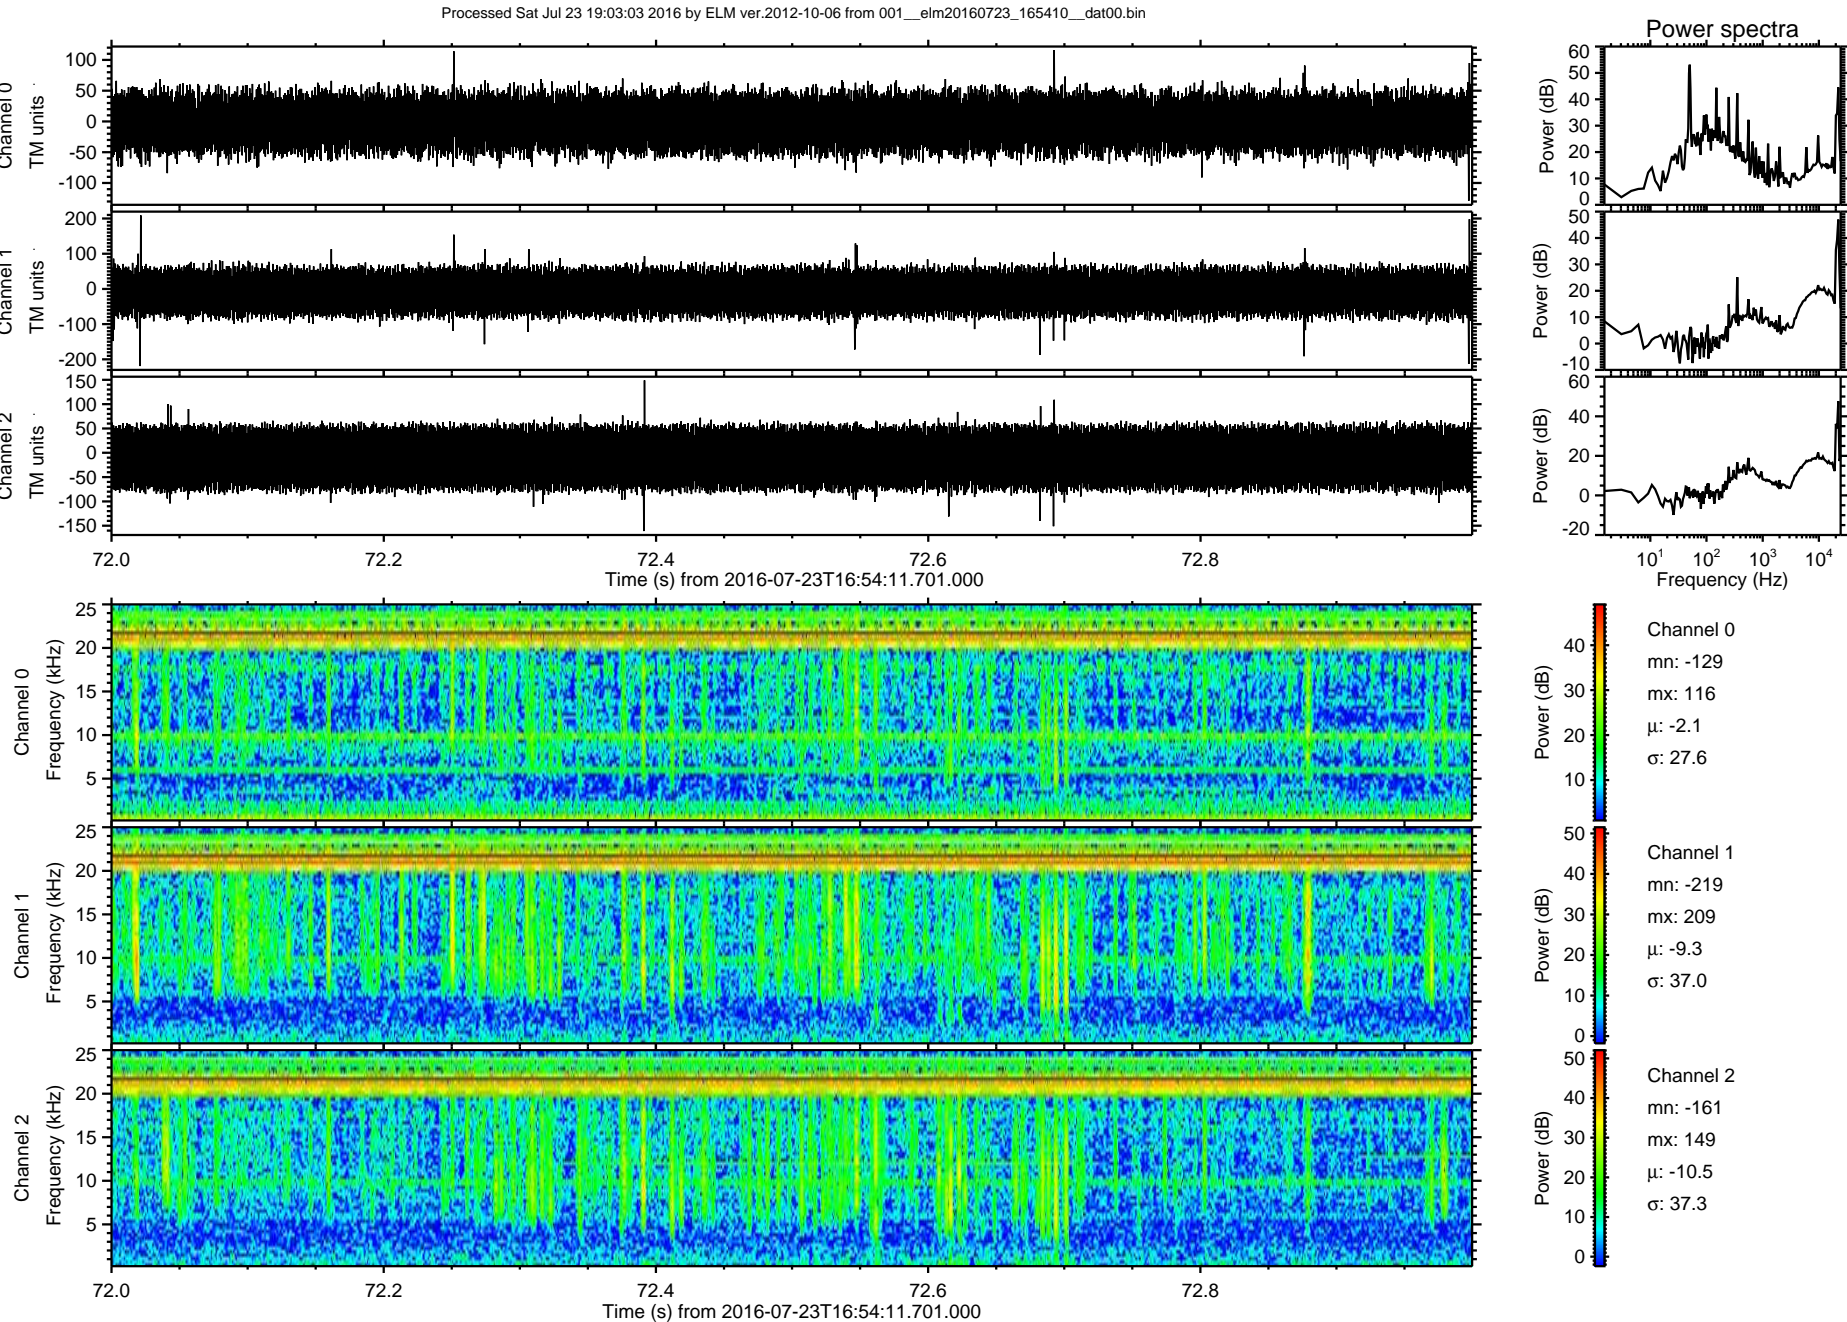 Processed Sat Jul 23 19:03:03 2016 by ELM ver.2012-10-06 from 001__elm20160723_165410__dat00.bin
Power spectra
Channel 0
TM units
100
50
0
-50
-100
Power (dB)
60
50
40
30
20
10
0
Channel 1
TM units
200
100
0
-100
-200
Power (dB)
50
40
30
20
10
0
-10
Channel 2
TM units
150
100
50
0
-50
-100
-150
Power (dB)
60
40
20
0
-20
72.0 72.2 72.4 72.6 72.8
Time (s) from 2016-07-23T16:54:11.701.000
10^1 10^2 10^3 10^4
Frequency (Hz)
Channel 0
Frequency (kHz)
25
20
15
10
5
Power (dB)
40
30
20
10
Channel 0
mn: -129
mx: 116
μ: -2.1
σ: 27.6
Channel 1
Frequency (kHz)
25
20
15
10
5
Power (dB)
50
40
30
20
10
0
Channel 1
mn: -219
mx: 209
μ: -9.3
σ: 37.0
Channel 2
Frequency (kHz)
25
20
15
10
5
Power (dB)
50
40
30
20
10
0
Channel 2
mn: -161
mx: 149
μ: -10.5
σ: 37.3
72.0 72.2 72.4 72.6 72.8
Time (s) from 2016-07-23T16:54:11.701.000